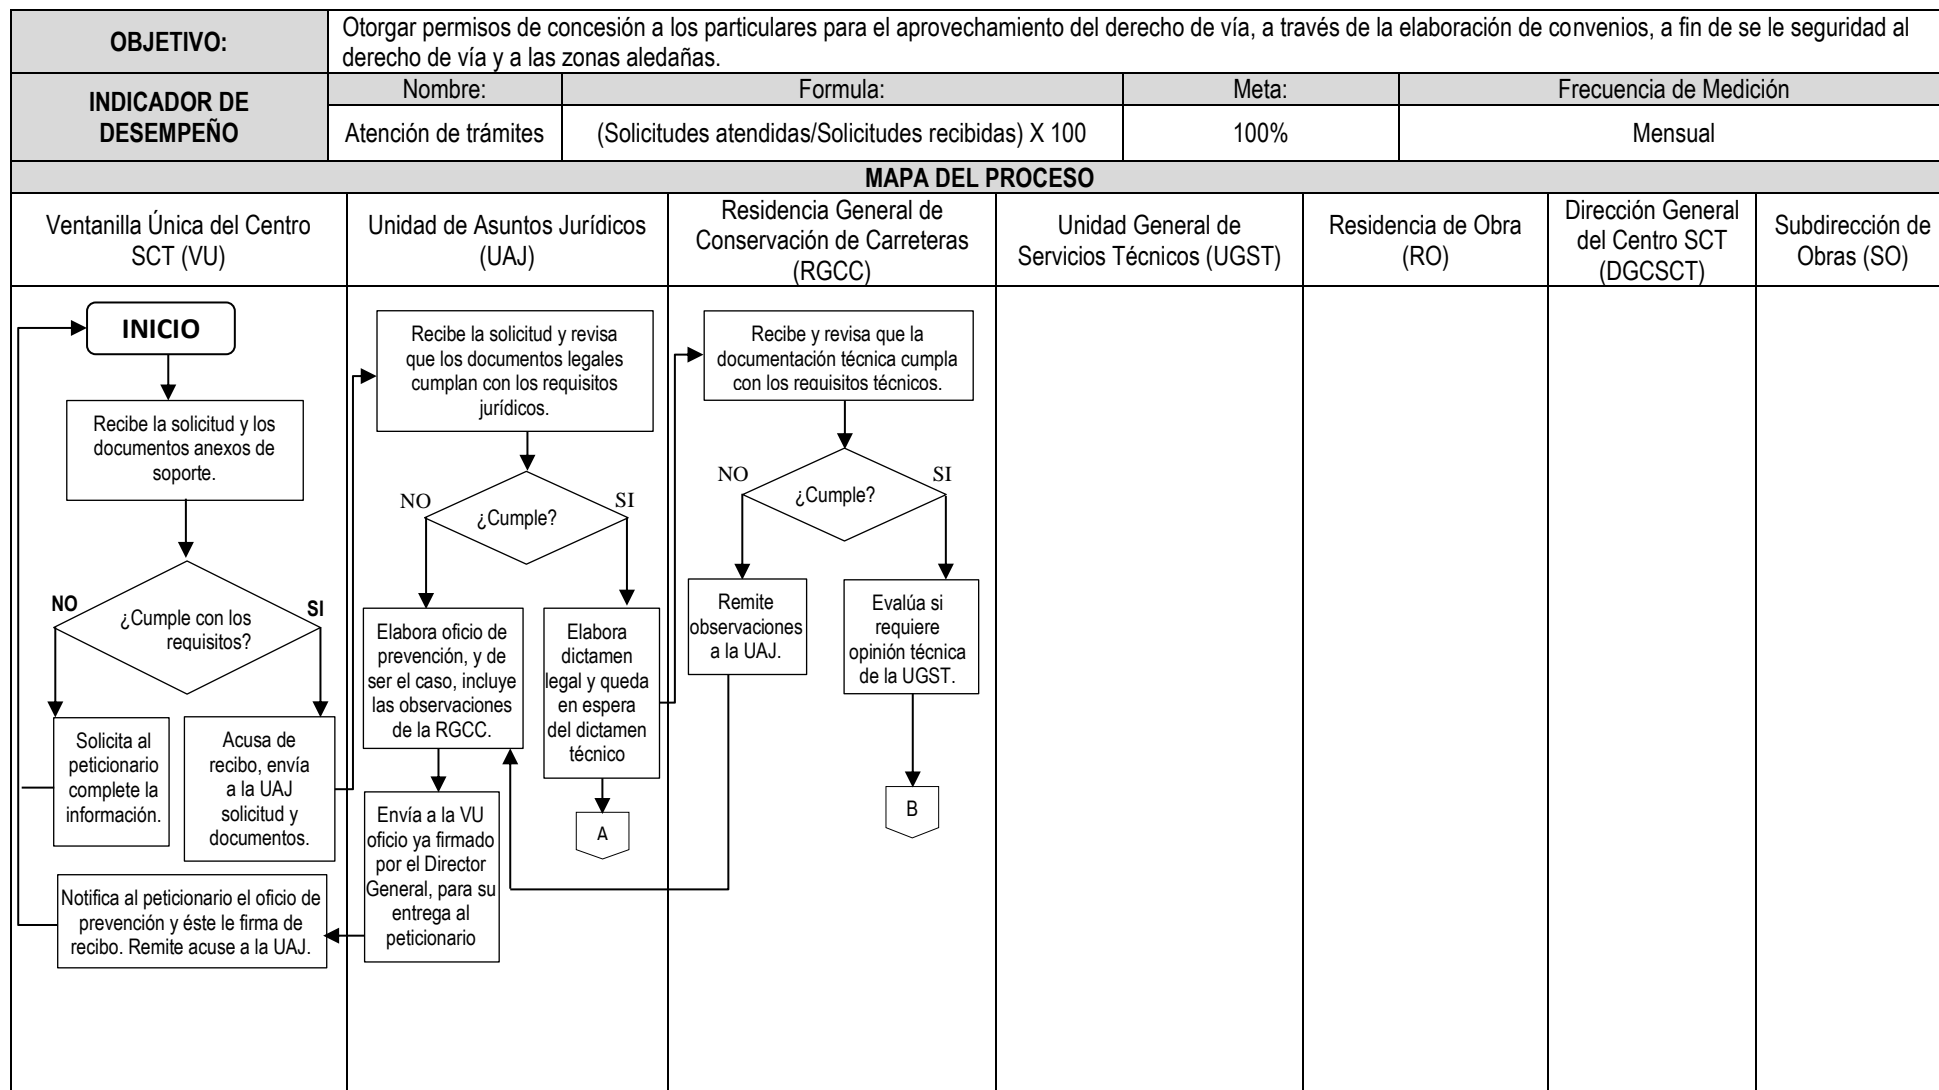 OBJETIVO:
Otorgar permisos de concesión a los particulares para el aprovechamiento del derecho de vía, a través de la elaboración de convenios, a fin de se le seguridad al
derecho de vía y a las zonas aledañas.
INDICADOR DE
DESEMPEÑO
Nombre:
Formula:
Meta:
Frecuencia de Medición
Atención de trámites
(Solicitudes atendidas/Solicitudes recibidas) X 100
100%
Mensual
MAPA DEL PROCESO
Ventanilla Única del Centro
SCT (VU)
Unidad de Asuntos Jurídicos
(UAJ)
Residencia General de
Conservación de Carreteras
(RGCC)
Unidad General de
Servicios Técnicos (UGST)
Residencia de Obra
(RO)
Dirección General
del Centro SCT
(DGCSCT)
Subdirección de
Obras (SO)
INICIO
Recibe la solicitud y los
documentos anexos de
soporte.
¿Cumple con los
requisitos?
NO
SI
Solicita al
peticionario
complete la
información.
Acusa de
recibo, envía
a la UAJ
solicitud y
documentos.
Notifica al peticionario el oficio de
prevención y éste le firma de
recibo. Remite acuse a la UAJ.
Recibe la solicitud y revisa
que los documentos legales
cumplan con los requisitos
jurídicos.
NO
SI
¿Cumple?
Elabora oficio de
prevención, y de
ser el caso, incluye
las observaciones
de la RGCC.
Elabora
dictamen
legal y queda
en espera
del dictamen
técnico
Envía a la VU
oficio ya firmado
por el Director
General, para su
entrega al
peticionario
A
Recibe y revisa que la
documentación técnica cumpla
con los requisitos técnicos.
NO
SI
¿Cumple?
Remite
observaciones
a la UAJ.
Evalúa si
requiere
opinión técnica
de la UGST.
B